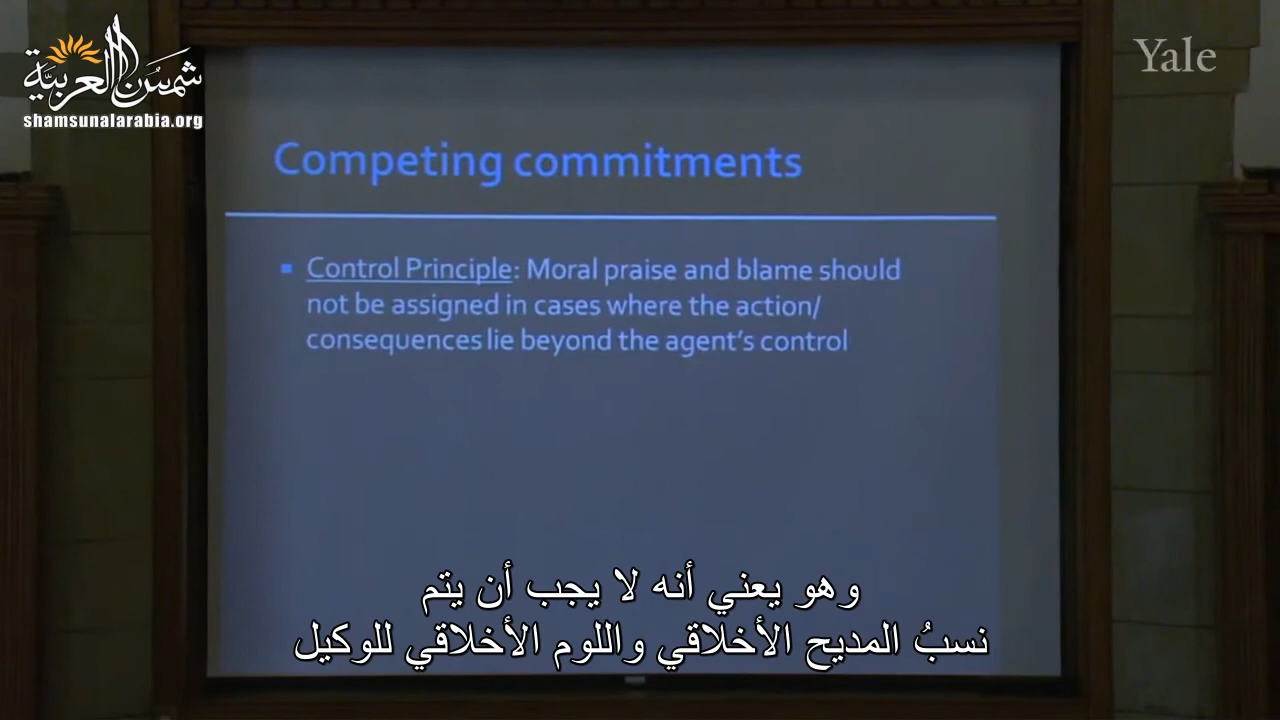 شمسٌ العربيّة
shamsunalarabia.org
Yale
Competing commitments
Control Principle: Moral praise and blame should
not be assigned in cases where the action/
consequences lie beyond the agent's control
وهو يعني أنه لا يجب أن يتم
نسبُ المديح الأخلاقي واللوم الأخلاقي للوكيل